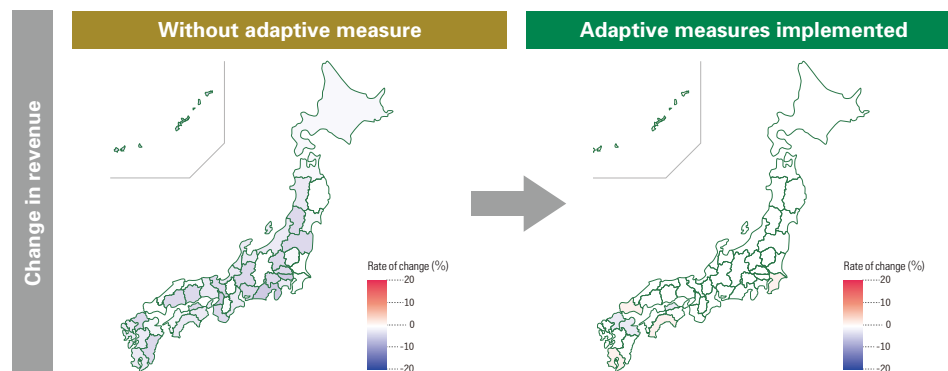 Without adaptive measure
Adaptive measures implemented
Change in revenue
Rate of change (%)
20
10
0
-10
-20
Rate of change (%)
20
10
0
-10
-20